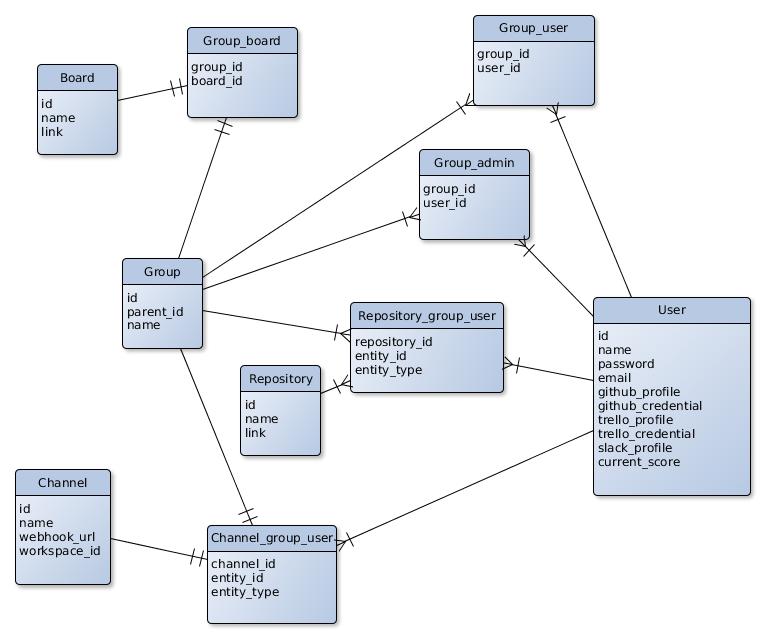 Group_user
group_id
user_id
Group_board
group_id
board_id
Board
id
name
link
Group_admin
group_id
user_id
Group
id
parent_id
name
User
id
name
password
email
github_profile
github_credential
trello_profile
trello_credential
slack_profile
current_score
Repository_group_user
repository_id
entity_id
entity_type
Repository
id
name
link
Channel
id
name
webhook_url
workspace_id
Channel_group_user
channel_id
entity_id
entity_type